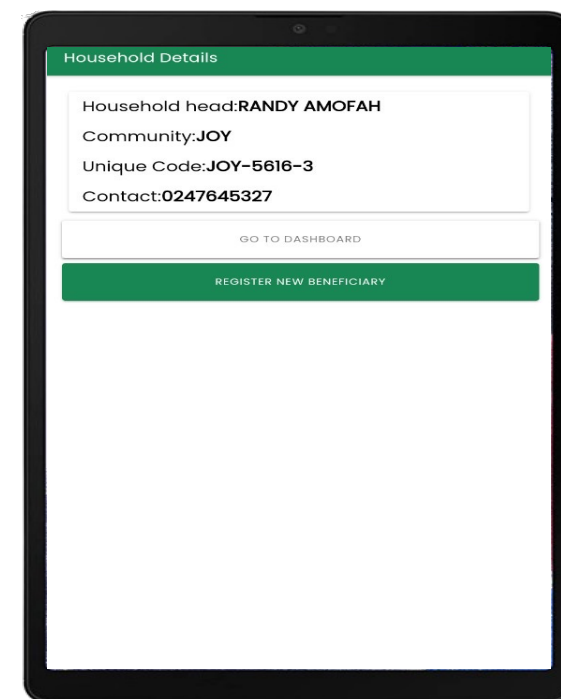 Household Details
Household head:RANDY AMOFAH
Community:JOY
Unique Code:JOY-5616-3
Contact:0247645327
GO TO DASHBOARD
REGISTER NEW BENEFICIARY